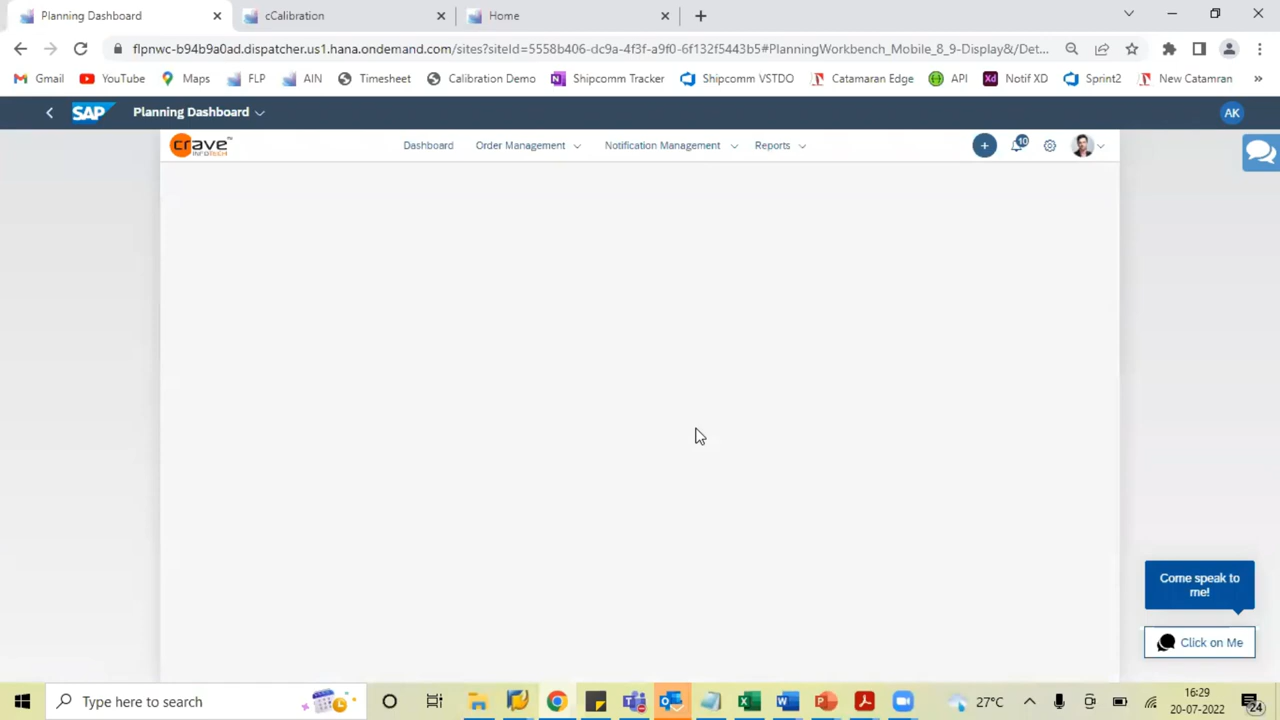 Planning Dashboard
cCalibration
Home
flpnwc-b94b9a0ad.dispatcher.us1.hana.ondemand.com/sites?siteId=5558b406-dc9a-4f3f-a9f0-6f132f5443b5#PlanningWorkbench_Mobile_8_9-Display&/Det...
Gmail
YouTube
Maps
FLP
AIN
Timesheet
Calibration Demo
Shipcomm Tracker
Shipcomm VSTDO
Catamaran Edge
API
Notif XD
Sprint2
New Catamran
»
SAP
Planning Dashboard
AK
crave
INFOTECH
Dashboard
Order Management
Notification Management
Reports
10
Come speak to
me!
Click on Me
Type here to search
27°C
16:29
20-07-2022
24